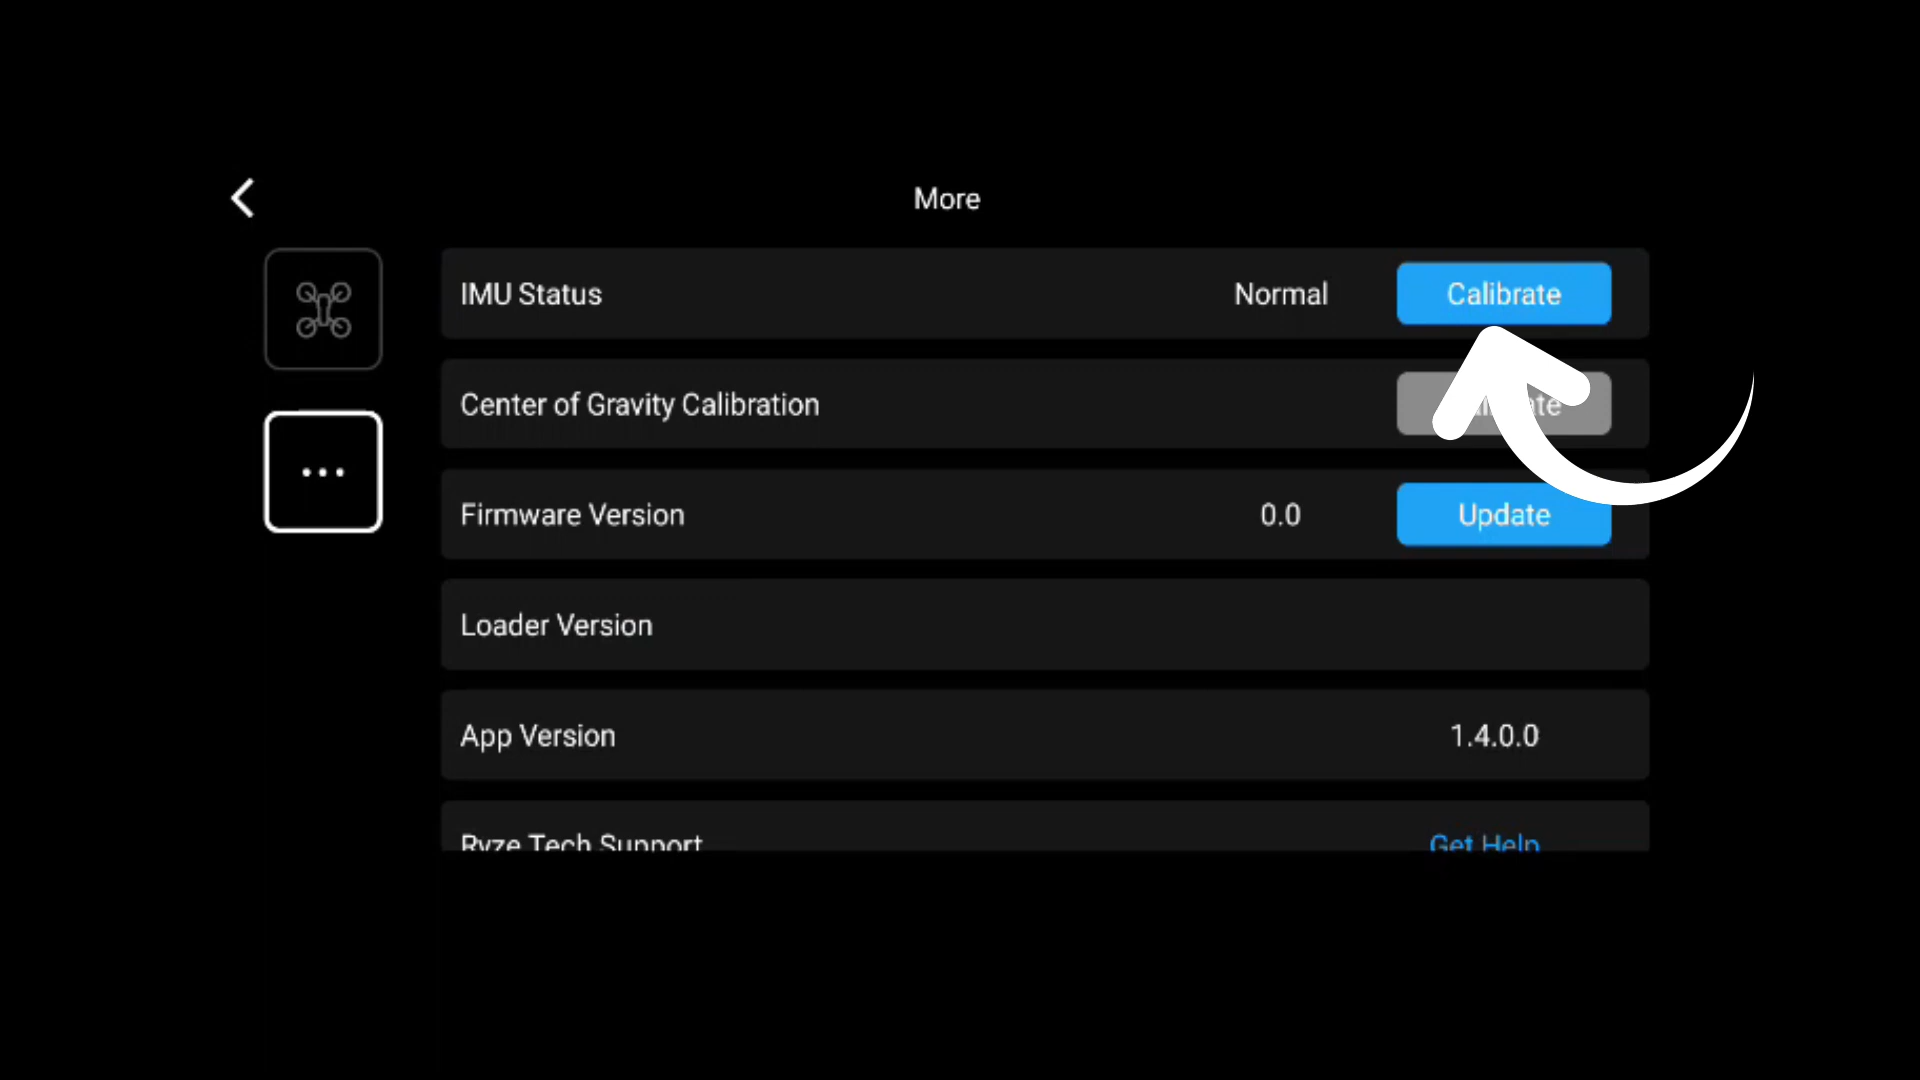 More
IMU Status Normal Calibrate
Center of Gravity Calibration
Firmware Version 0.0 Update
Loader Version
App Version 1.4.0.0
Ryze Tech Support Get Help